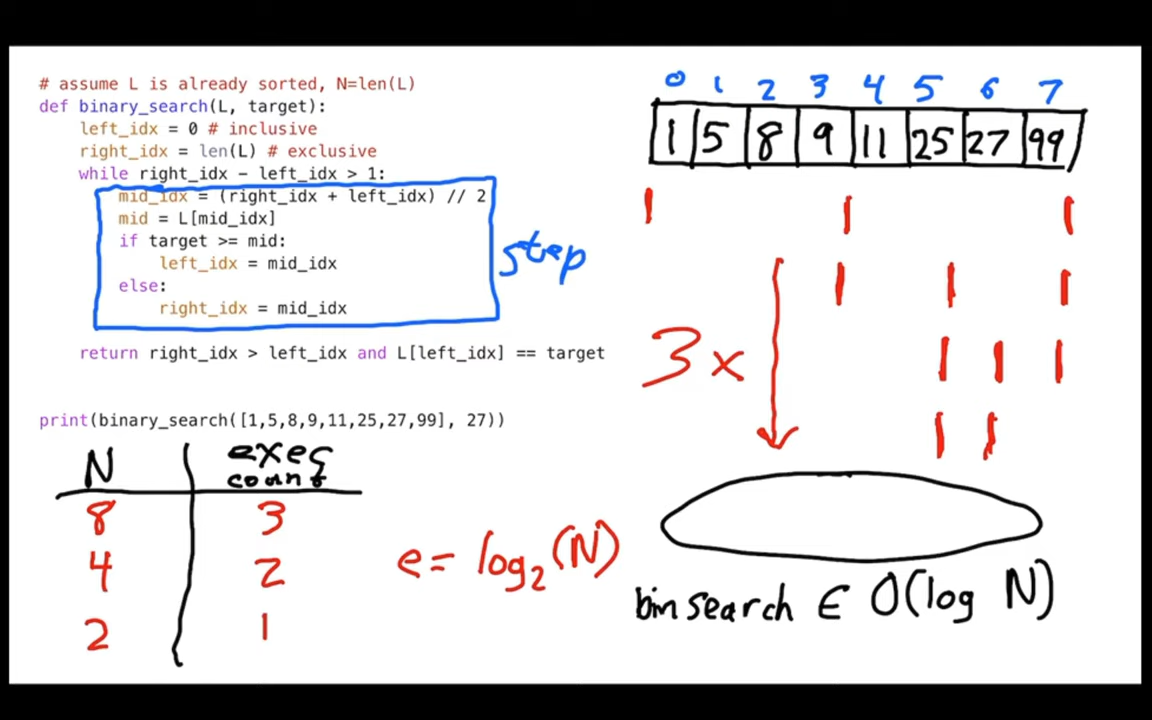 # assume L is already sorted, N=len(L)
def binary_search(L, target):
    left_idx = 0 # inclusive
    right_idx = len(L) # exclusive
    while right_idx - left_idx > 1:
        mid_idx = (right_idx + left_idx) // 2
        mid = L[mid_idx]
        if target >= mid:
            left_idx = mid_idx
        else:
            right_idx = mid_idx
    return right_idx > left_idx and L[left_idx] == target
print(binary_search([1,5,8,9,11,25,27,99], 27))
step
N exec count
8 3
4 2
2 1
e = log₂(N)
0 1 2 3 4 5 6 7
1 5 8 9 11 25 27 99
3x
binsearch ∈ O(log N)